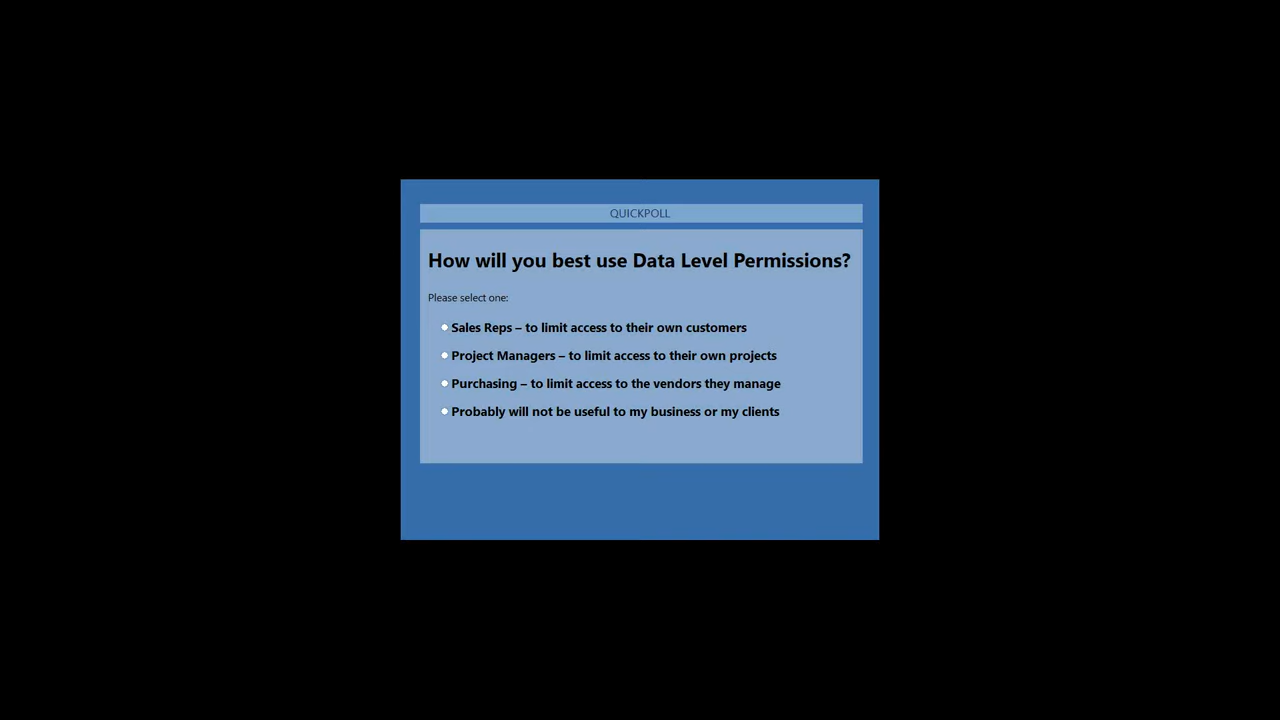 QUICKPOLL
How will you best use Data Level Permissions?
Please select one:
Sales Reps – to limit access to their own customers
Project Managers – to limit access to their own projects
Purchasing – to limit access to the vendors they manage
Probably will not be useful to my business or my clients